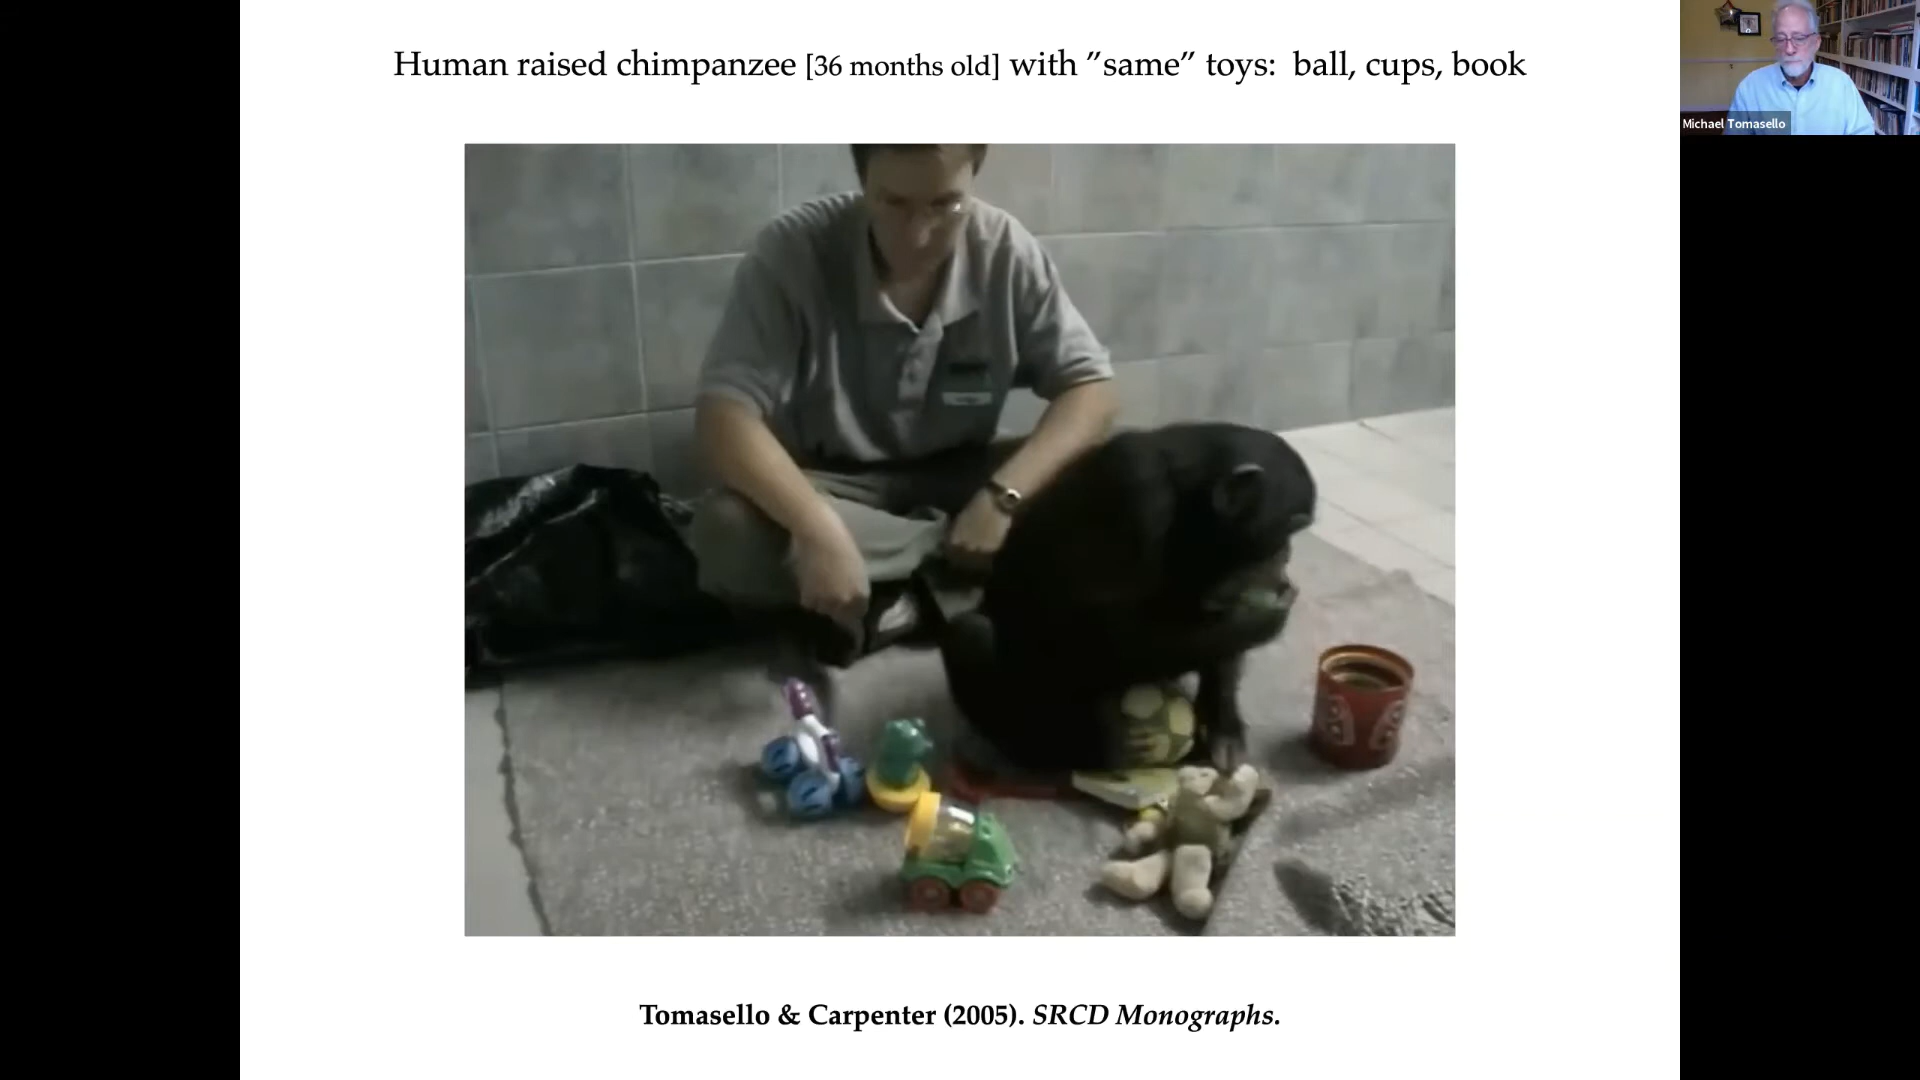 Human raised chimpanzee [36 months old] with ”same” toys: ball, cups, book
Michael Tomasello
Tomasello & Carpenter (2005). SRCD Monographs.